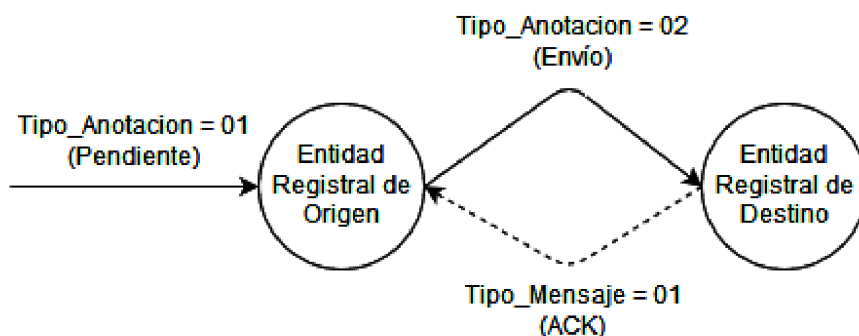 Tipo_Anotacion = 02
(Envío)
Tipo_Anotacion = 01
(Pendiente)
Entidad
Registral de
Origen
Entidad
Registral de
Destino
Tipo_Mensaje = 01
(ACK)